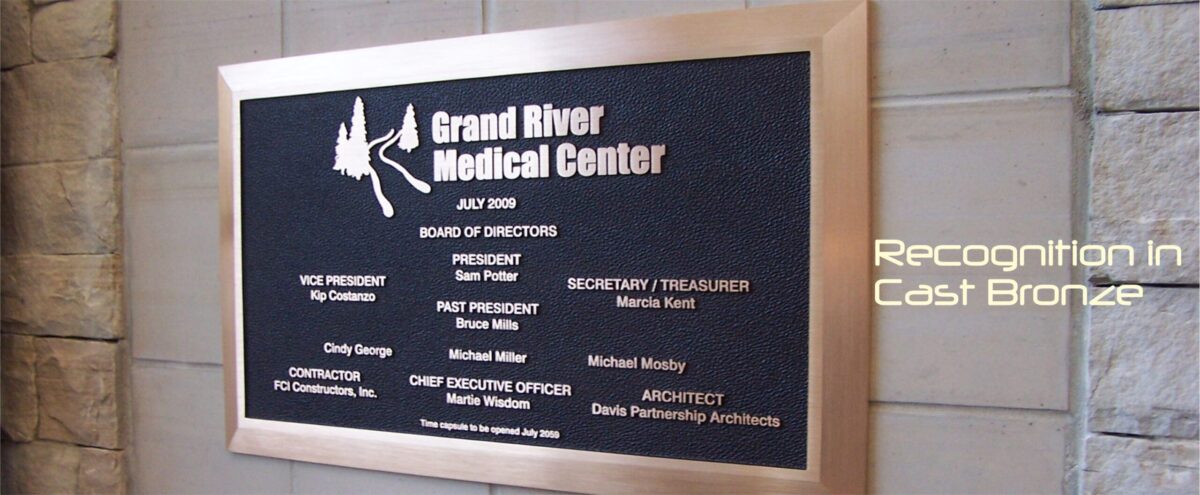 Grand River
Medical Center
JULY 2009
BOARD OF DIRECTORS
PRESIDENT
Sam Potter
VICE PRESIDENT
Kip Costanzo
SECRETARY / TREASURER
Marcia Kent
PAST PRESIDENT
Bruce Mills
Cindy George
Michael Miller
Michael Mosby
CONTRACTOR
FCI Constructors, Inc.
CHIEF EXECUTIVE OFFICER
Martie Wisdom
ARCHITECT
Davis Partnership Architects
Time capsule to be opened July 2059
Recognition in
Cast Bronze